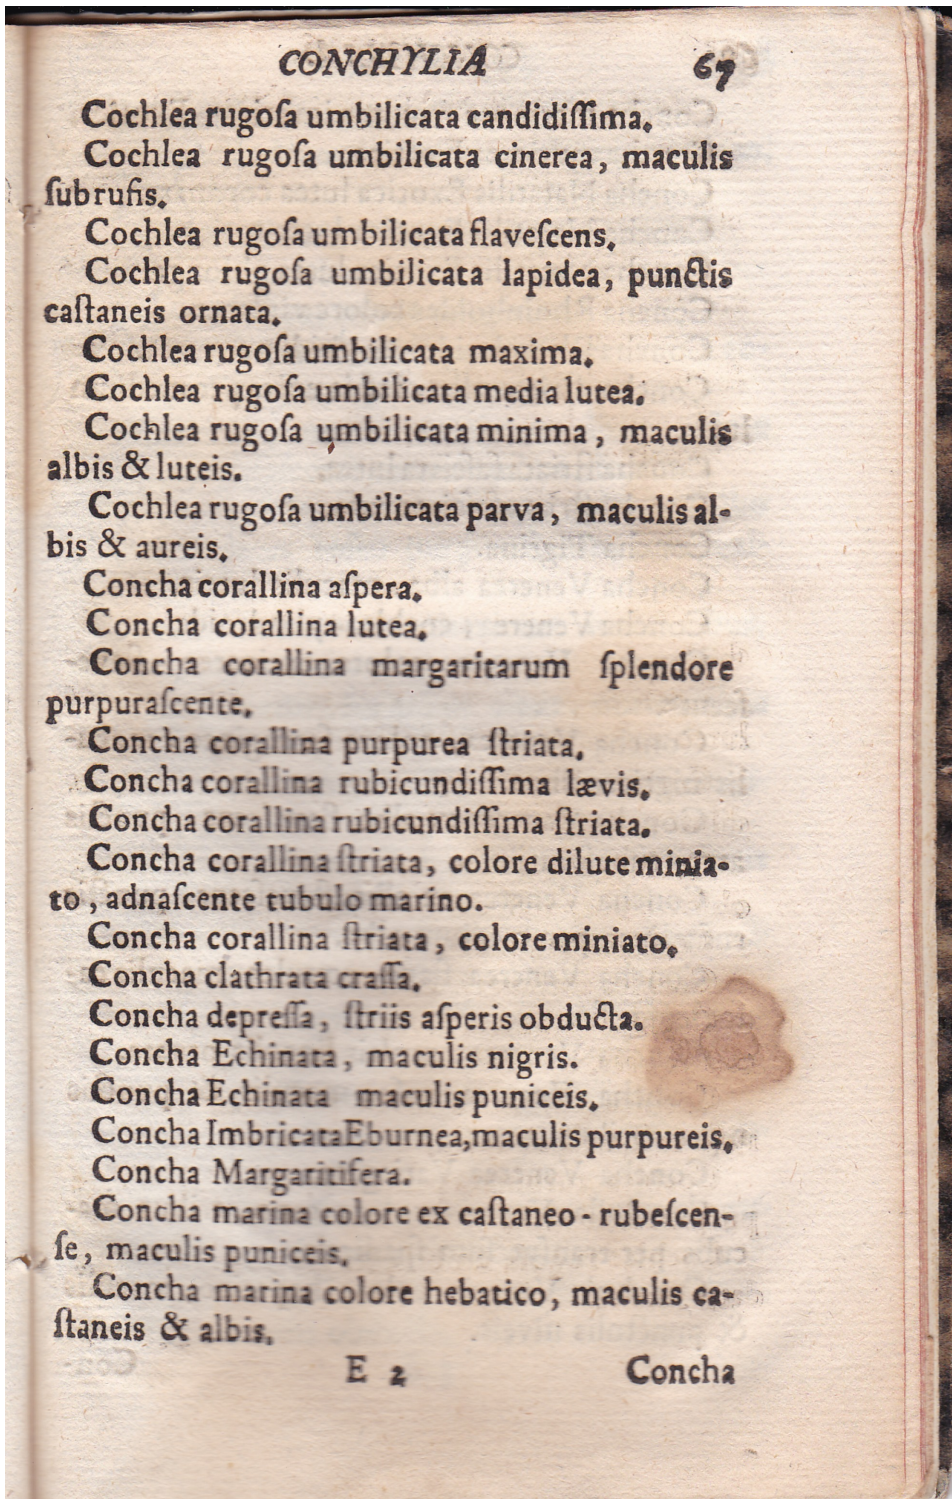 CONCHYLIA 67
Cochlea rugoſa umbilicata candidiſſima.
Cochlea rugoſa umbilicata cinerea, maculis
ſubrufis.
Cochlea rugoſa umbilicata flaveſcens.
Cochlea rugoſa umbilicata lapidea, punctis
caſtaneis ornata.
Cochlea rugoſa umbilicata maxima.
Cochlea rugoſa umbilicata media lutea.
Cochlea rugoſa umbilicata minima, maculis
albis & luteis.
Cochlea rugoſa umbilicata parva, maculis al-
bis & aureis.
Concha corallina aſpera.
Concha corallina lutea.
Concha corallina margaritarum ſplendore
purpuraſcente.
Concha corallina purpurea ſtriata.
Concha corallina rubicundiſſima lævis.
Concha corallina rubicundiſſima ſtriata.
Concha corallina ſtriata, colore dilute minia-
to, adnaſcente tubulo marino.
Concha corallina ſtriata, colore miniato.
Concha clathrata craſſa.
Concha depreſſa, ſtriis aſperis obducta.
Concha Echinata, maculis nigris.
Concha Echinata maculis puniceis.
Concha Imbricata Eburnea, maculis purpureis.
Concha Margaritifera.
Concha marina colore ex caſtaneo-rubeſcen-
ſe, maculis puniceis.
Concha marina colore hebatico, maculis ca-
ſtaneis & albis.
E 2 Concha